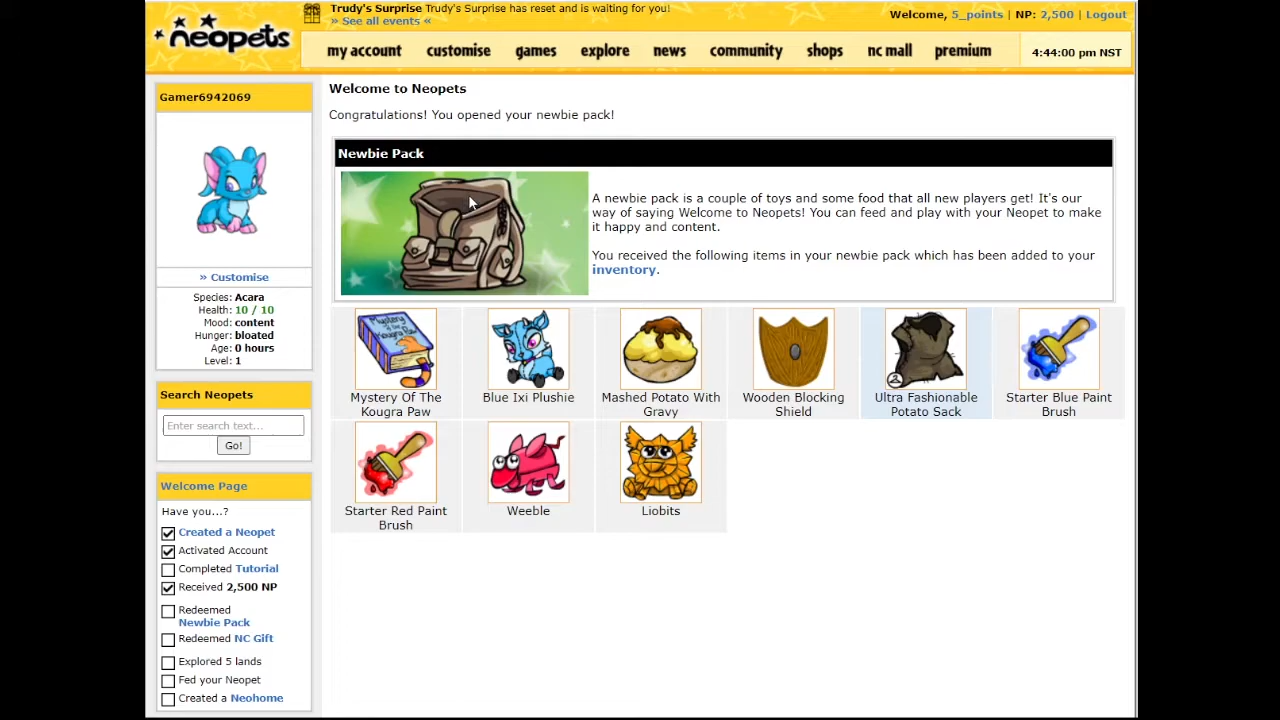 neopets
Trudy's Surprise Trudy's Surprise has reset and is waiting for you!
» See all events «
Welcome, 5_points | NP: 2,500 | Logout
my account
customise
games
explore
news
community
shops
nc mall
premium
4:44:00 pm NST
Gamer6942069
» Customise
Species: Acara
Health: 10 / 10
Mood: content
Hunger: bloated
Age: 0 hours
Level: 1
Search Neopets
Enter search text...
Go!
Welcome Page
Have you...?
Created a Neopet
Activated Account
Completed Tutorial
Received 2,500 NP
Redeemed
Newbie Pack
Redeemed NC Gift
Explored 5 lands
Fed your Neopet
Created a Neohome
Welcome to Neopets
Congratulations! You opened your newbie pack!
Newbie Pack
A newbie pack is a couple of toys and some food that all new players get! It's our
way of saying Welcome to Neopets! You can feed and play with your Neopet to make
it happy and content.
You received the following items in your newbie pack which has been added to your
inventory.
Mystery of the Kougra Paw
Mystery Of The
Kougra Paw
Blue Ixi Plushie
Mashed Potato With
Gravy
Wooden Blocking
Shield
Ultra Fashionable
Potato Sack
Starter Blue Paint
Brush
Starter Red Paint
Brush
Weeble
Liobits